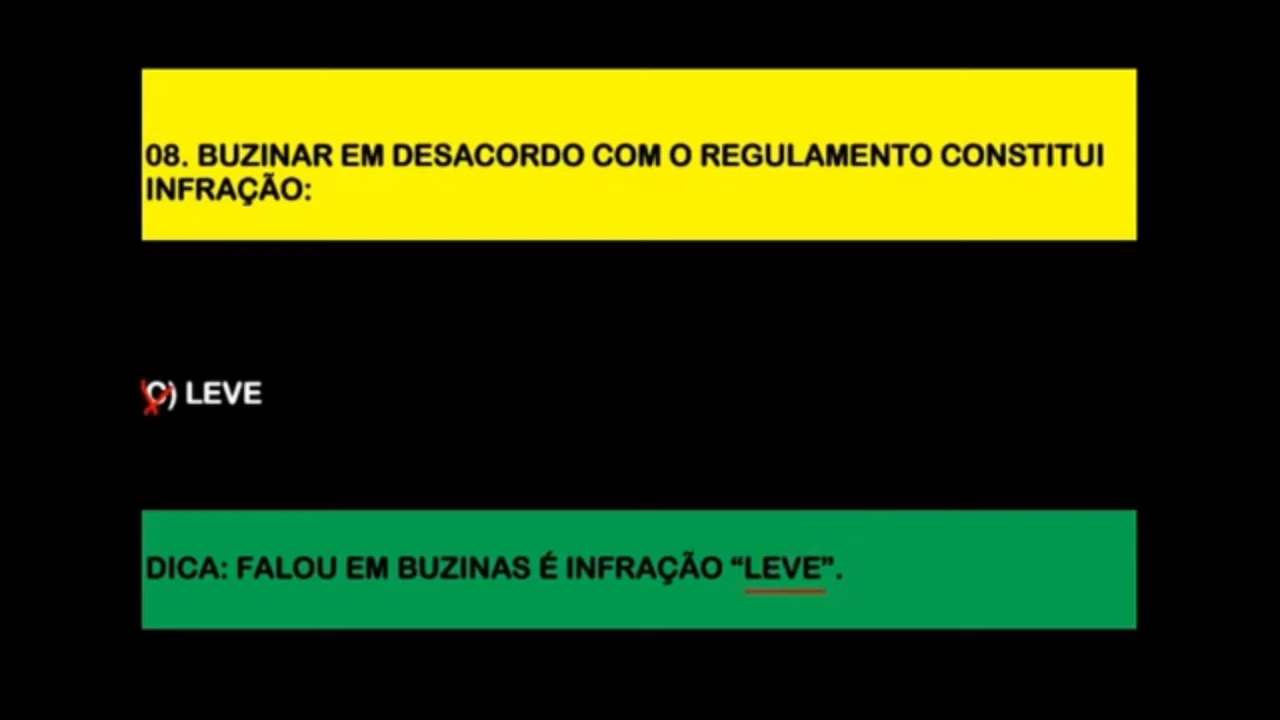 08. BUZINAR EM DESACORDO COM O REGULAMENTO CONSTITUI
INFRAÇÃO:
C) LEVE
DICA: FALOU EM BUZINAS É INFRAÇÃO “LEVE”.